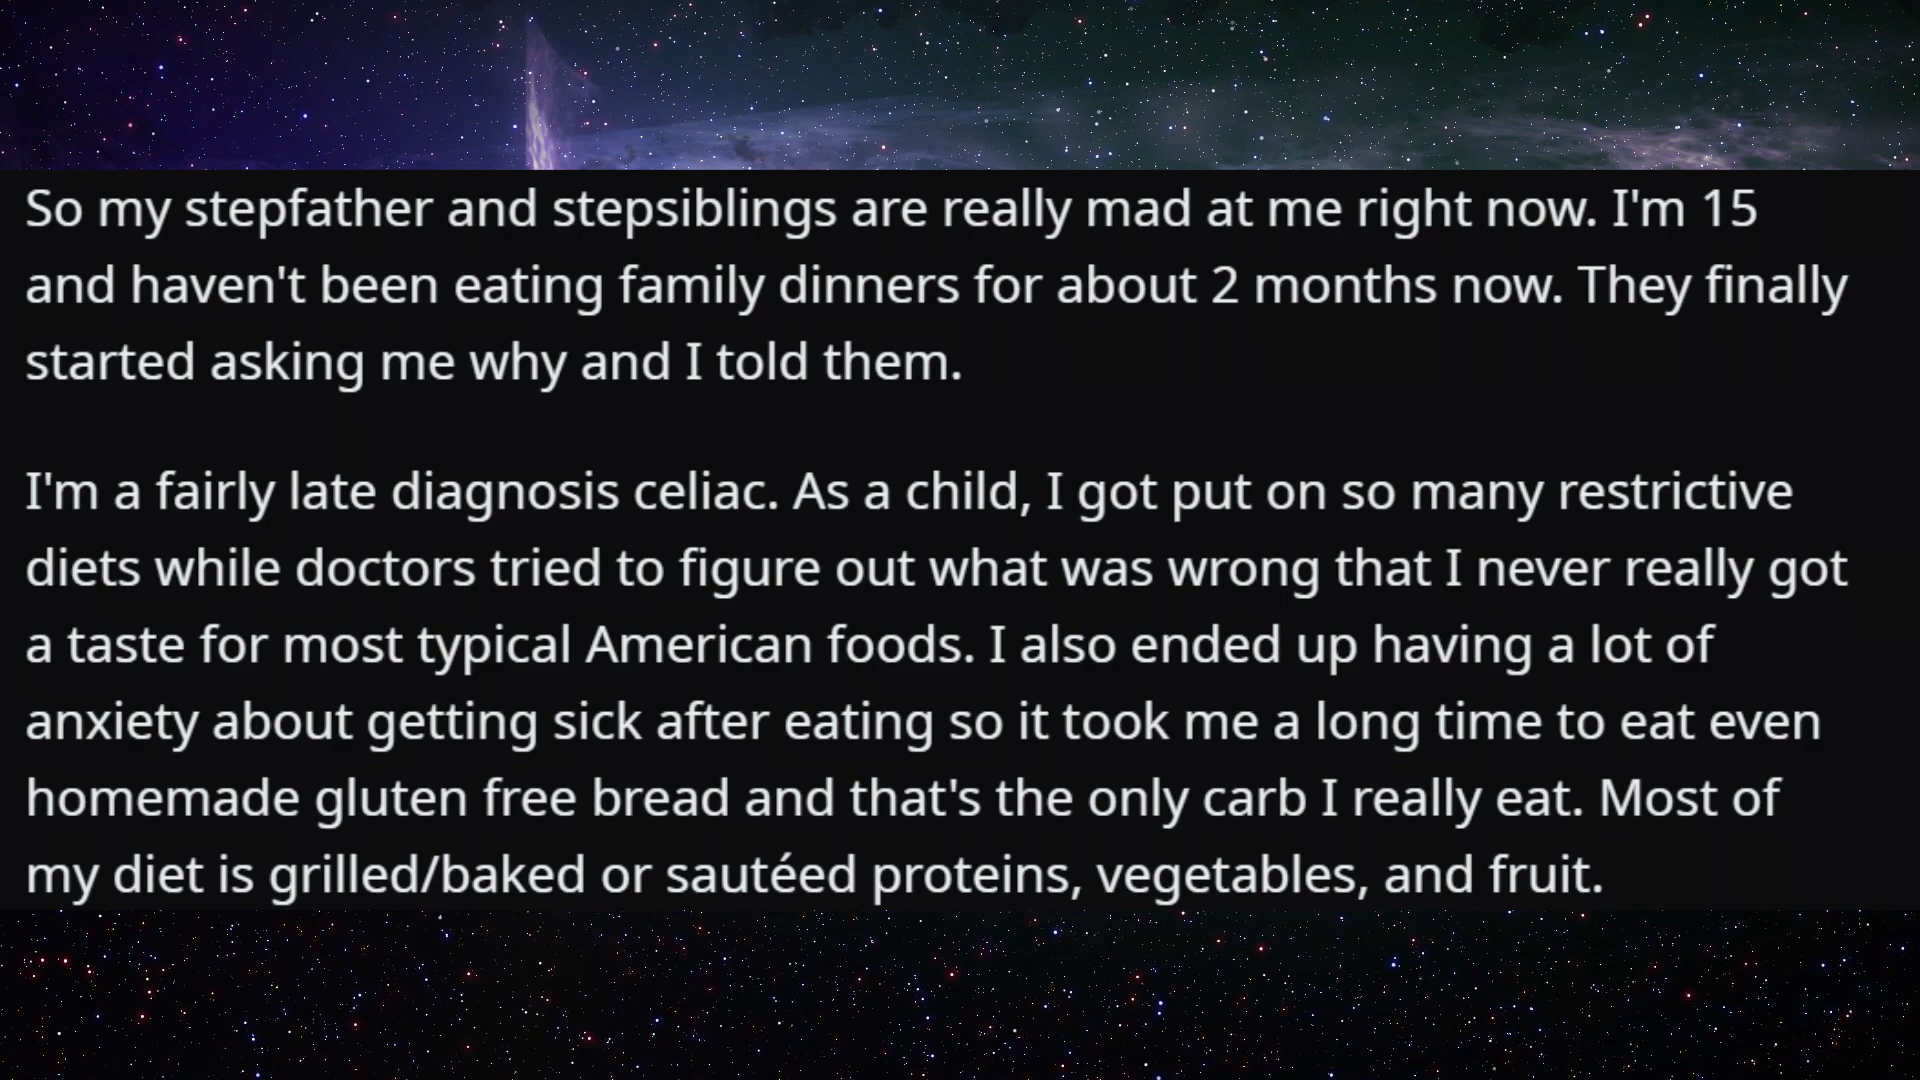 So my stepfather and stepsiblings are really mad at me right now. I'm 15
and haven't been eating family dinners for about 2 months now. They finally
started asking me why and I told them.
I'm a fairly late diagnosis celiac. As a child, I got put on so many restrictive
diets while doctors tried to figure out what was wrong that I never really got
a taste for most typical American foods. I also ended up having a lot of
anxiety about getting sick after eating so it took me a long time to eat even
homemade gluten free bread and that's the only carb I really eat. Most of
my diet is grilled/baked or sautéed proteins, vegetables, and fruit.